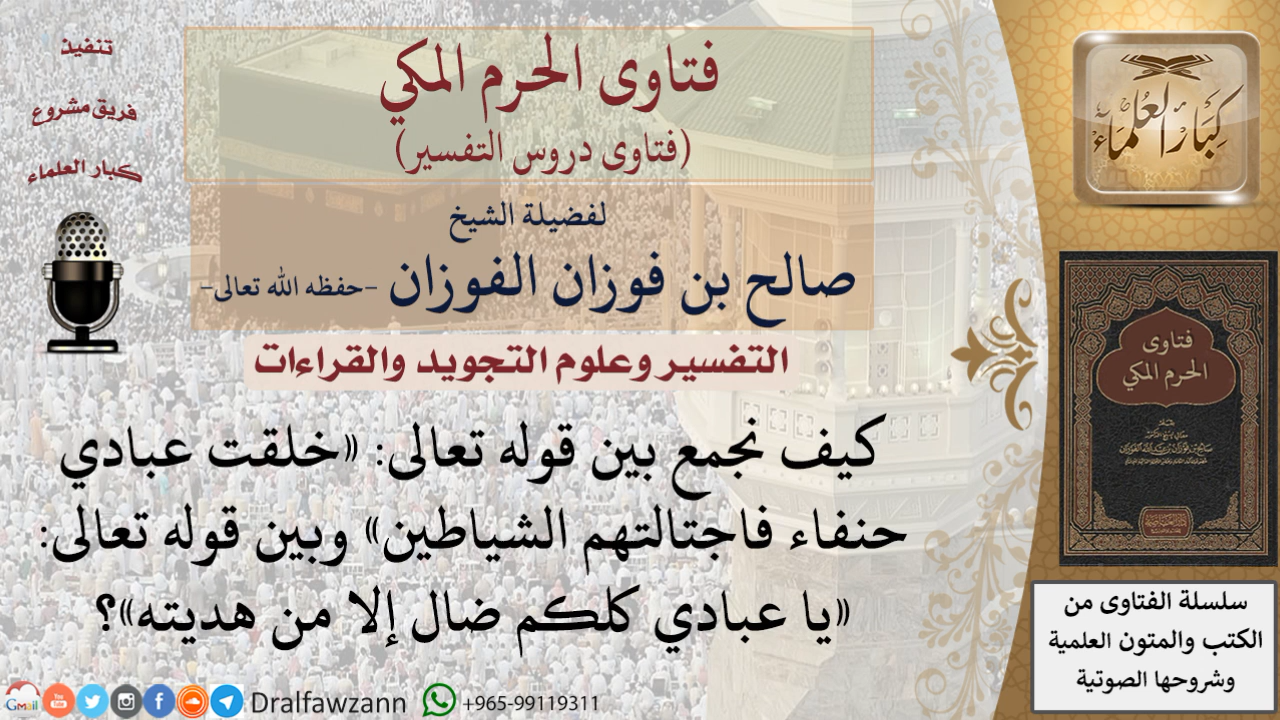 تنفيذ
فريق مشروع
كبار العلماء
فتاوى الحرم المكي
(فتاوى دروس التفسير)
لفضيلة الشيخ
صالح بن فوزان الفوزان -حفظه الله تعالى-
التفسير وعلوم التجويد والقراءات
كيف نجمع بين قوله تعالى: «خلقت عبادي
حنفاء فاجتالتهم الشياطين» وبين قوله تعالى:
«يا عبادي كلكم ضال إلا من هديته»؟
كبار العلماء
فتاوى
الحرم المكي
سلسلة الفتاوى من
الكتب والمتون العلمية
وشروحها الصوتية
Gmail
You Tube
Dralfawzann
+965-99119311